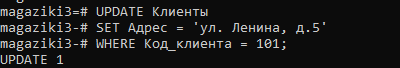 magaziki3=# UPDATE Клиенты
magaziki3-# SET Адрес = 'ул. Ленина, д.5'
magaziki3-# WHERE Код_клиента = 101;
UPDATE 1